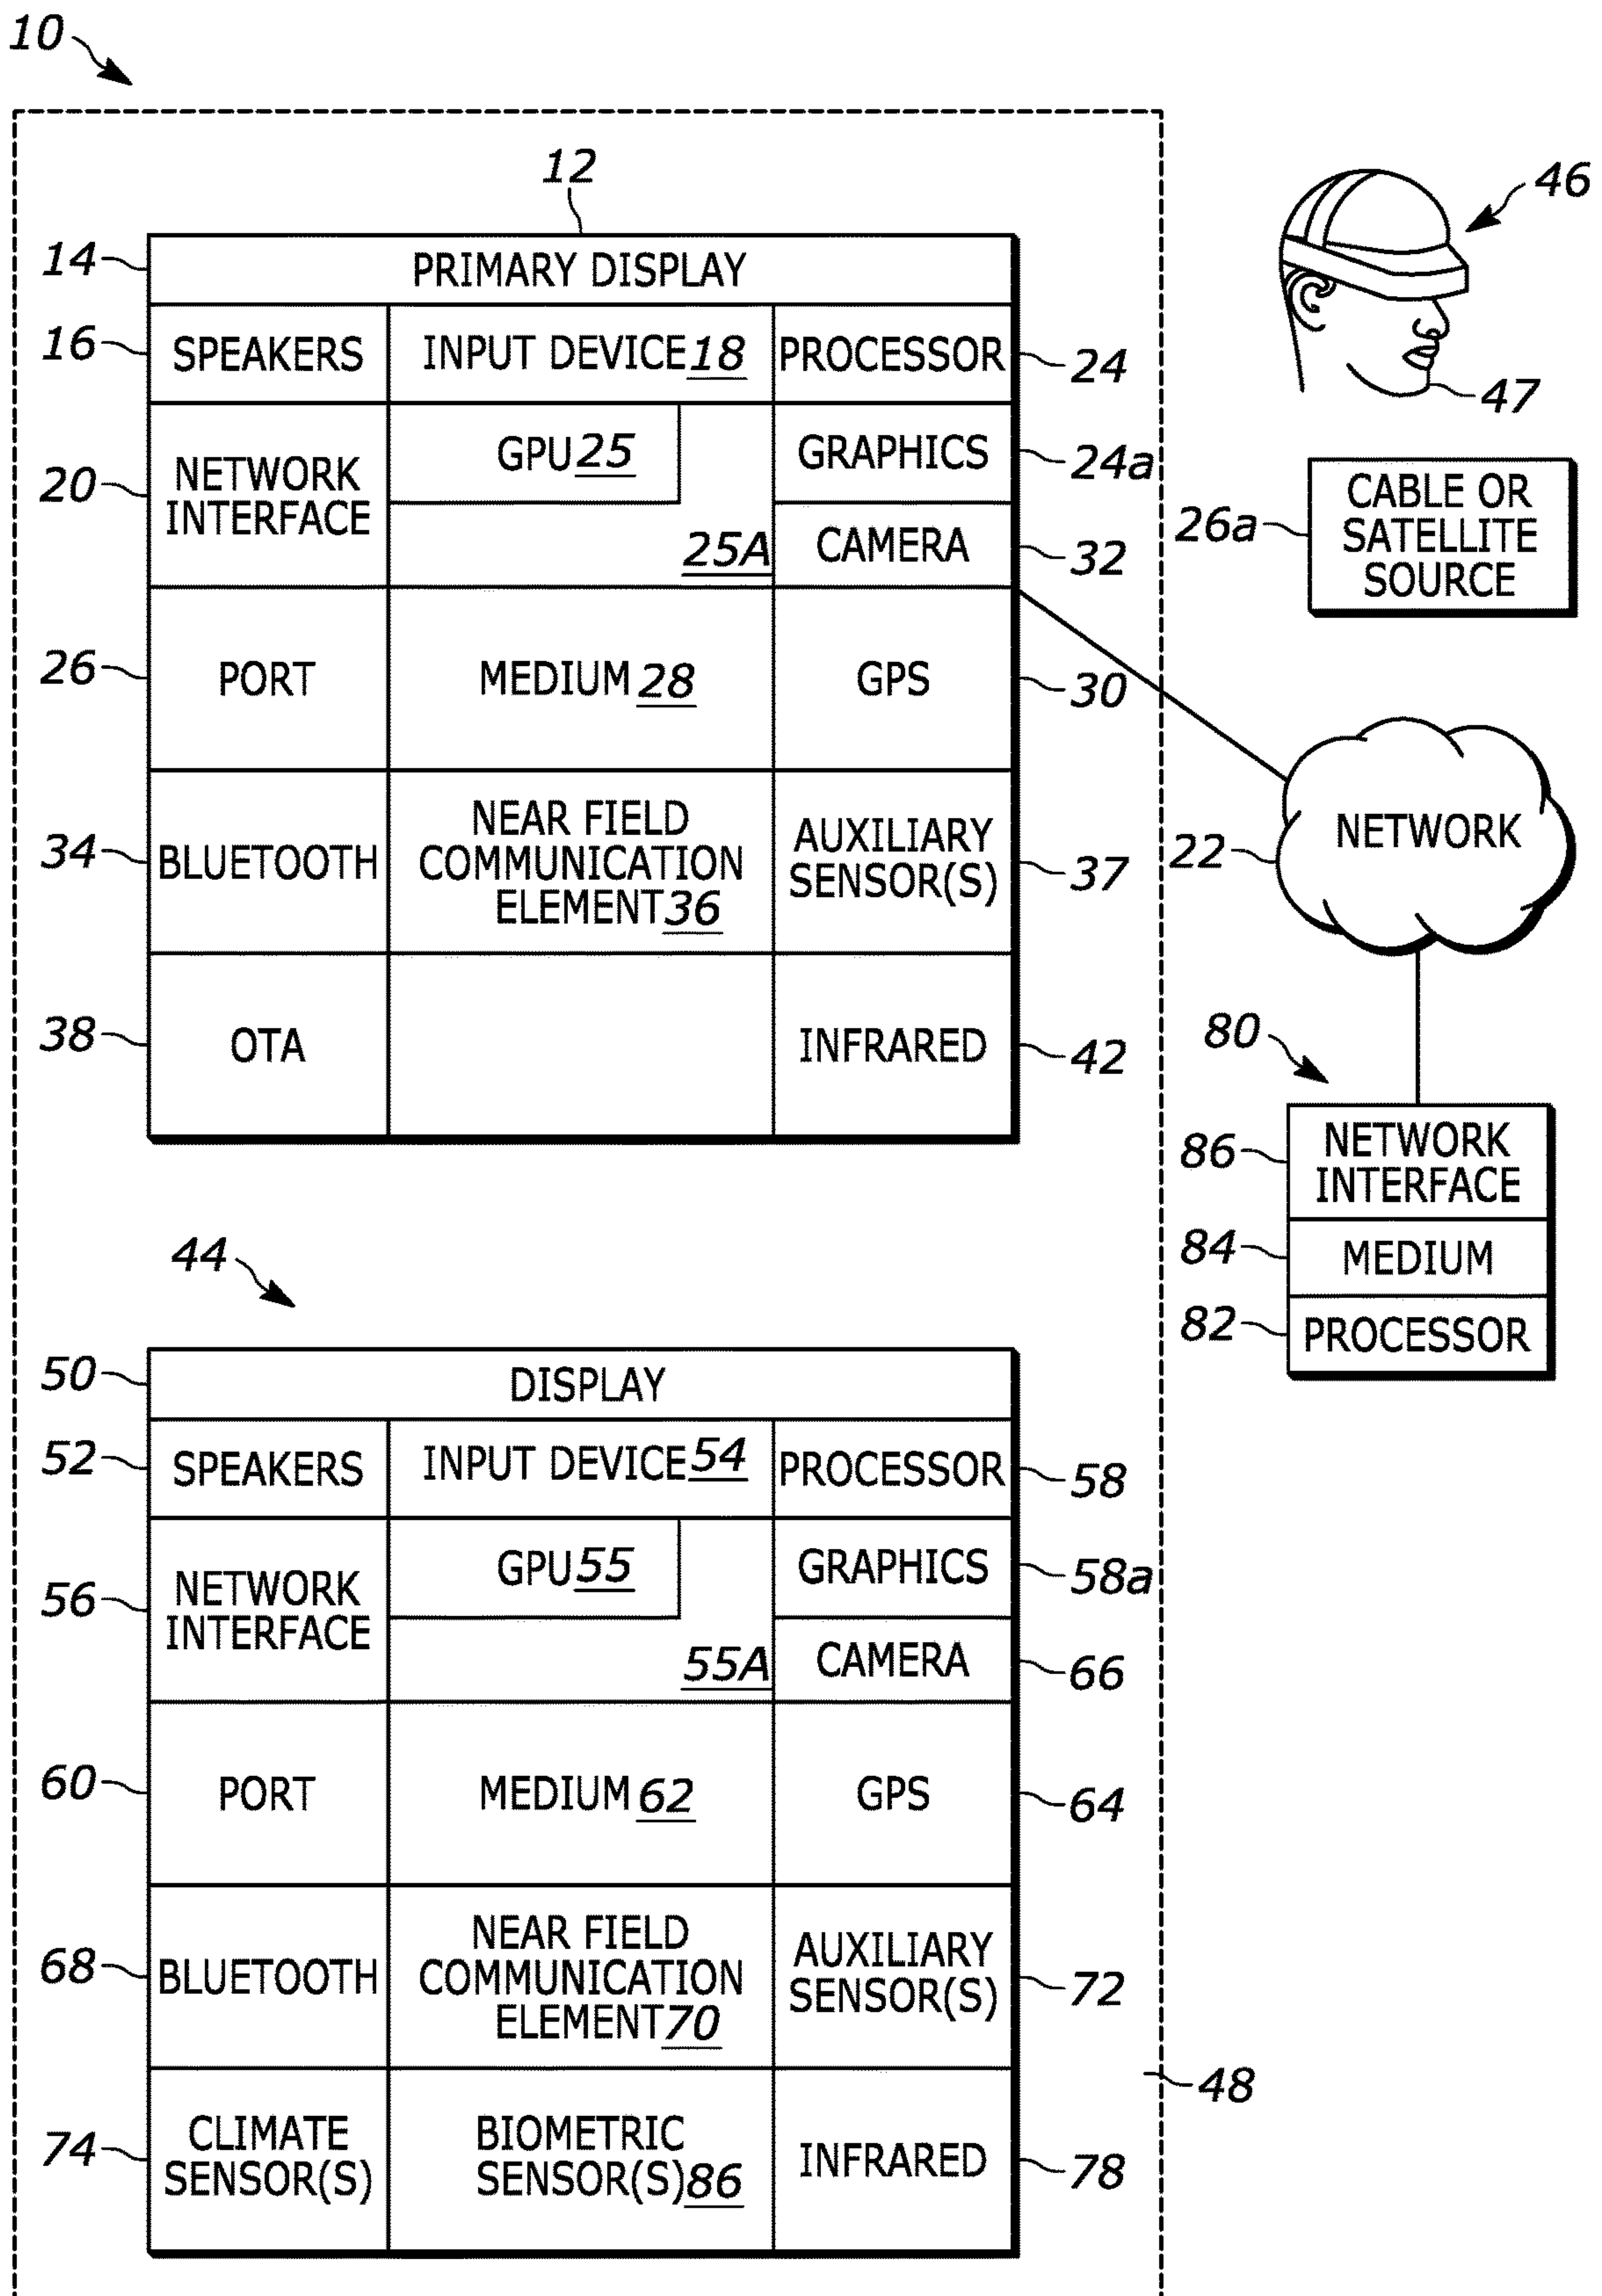 10
12
14
PRIMARY DISPLAY
16
SPEAKERS
INPUT DEVICE 18
PROCESSOR
24
20
NETWORK
INTERFACE
GPU 25
25A
GRAPHICS
24a
CAMERA
32
26
PORT
MEDIUM 28
GPS
30
34
BLUETOOTH
NEAR FIELD
COMMUNICATION
ELEMENT 36
AUXILIARY
SENSOR(S)
37
38
OTA
INFRARED
42
46
47
26a
CABLE OR
SATELLITE
SOURCE
22
NETWORK
80
86
NETWORK
INTERFACE
84
MEDIUM
82
PROCESSOR
44
50
DISPLAY
52
SPEAKERS
INPUT DEVICE 54
PROCESSOR
58
56
NETWORK
INTERFACE
GPU 55
55A
GRAPHICS
58a
CAMERA
66
60
PORT
MEDIUM 62
GPS
64
68
BLUETOOTH
NEAR FIELD
COMMUNICATION
ELEMENT 70
AUXILIARY
SENSOR(S)
72
74
CLIMATE
SENSOR(S)
BIOMETRIC
SENSOR(S) 86
INFRARED
78
48